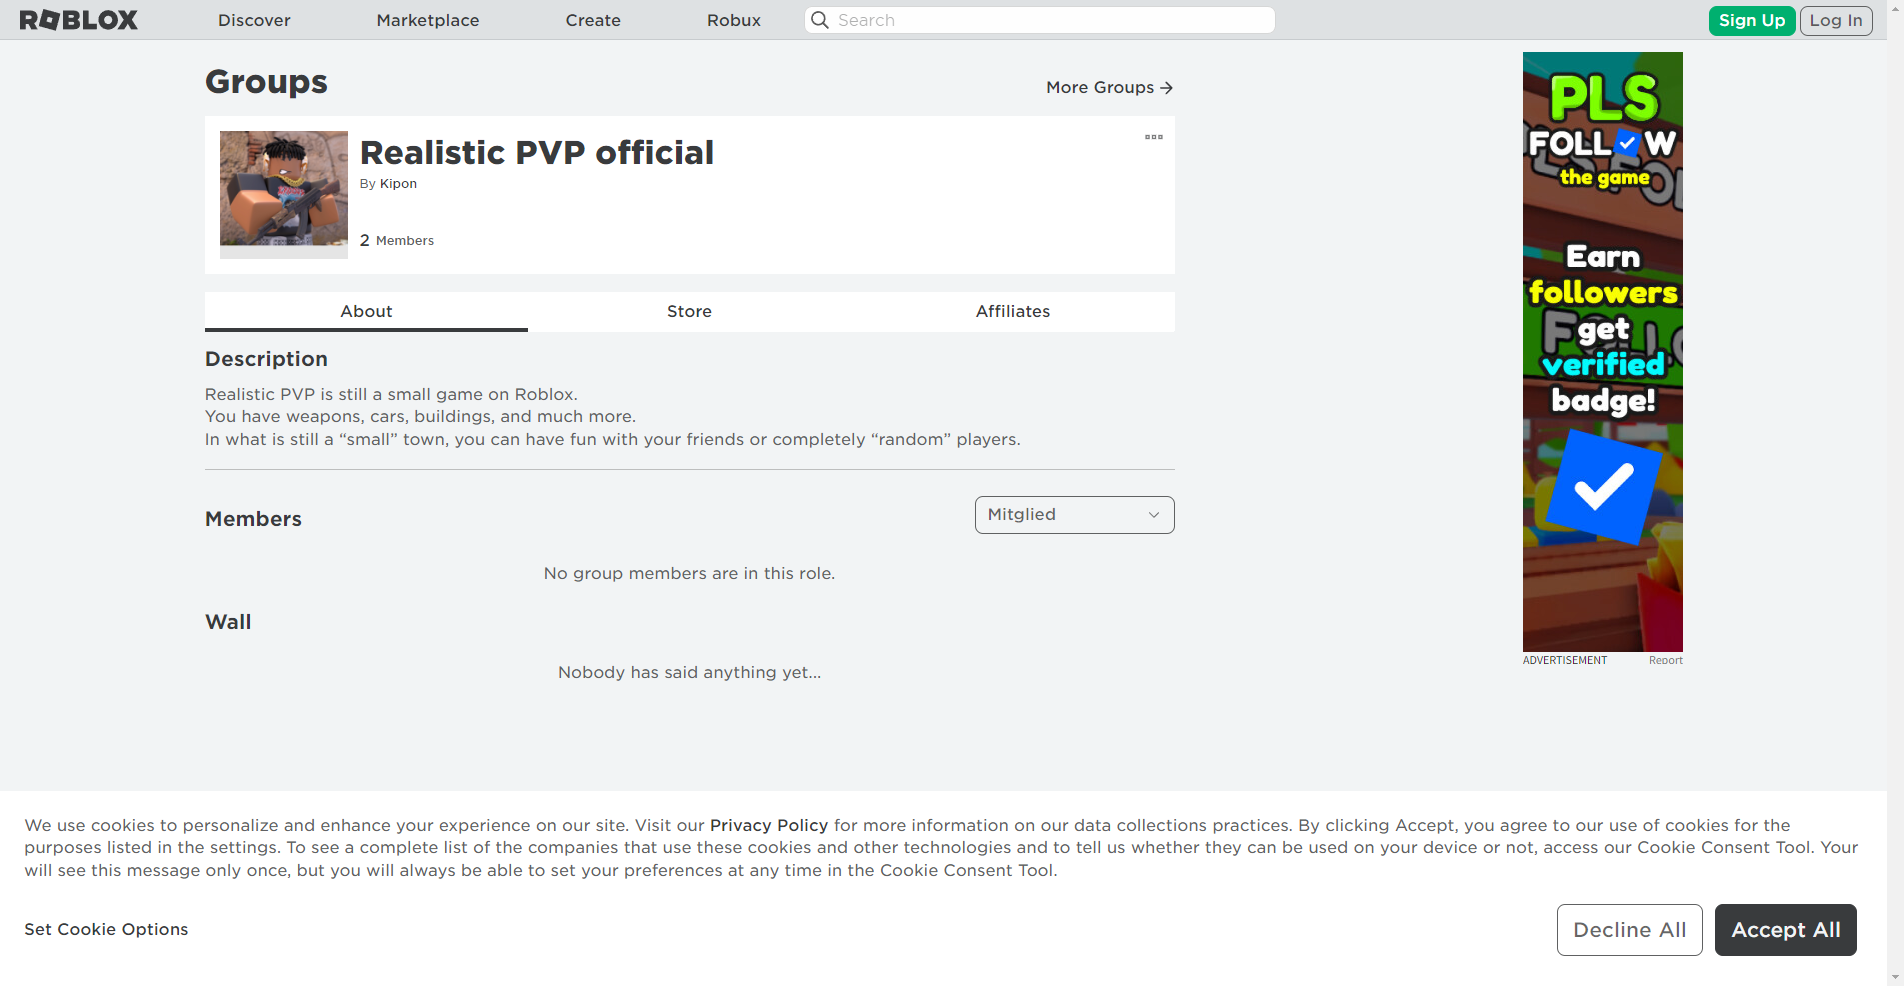 ROBLOX
Discover
Marketplace
Create
Robux
Search
Sign Up
Log In
Groups
More Groups
Realistic PVP official
By Kipon
2 Members
About
Store
Affiliates
Description
Realistic PVP is still a small game on Roblox.
You have weapons, cars, buildings, and much more.
In what is still a “small” town, you can have fun with your friends or completely “random” players.
Members
Mitglied
No group members are in this role.
Wall
Nobody has said anything yet...
PLS
FOLLOW
the game
Earn
followers
get
verified
badge!
ADVERTISEMENT
Report
We use cookies to personalize and enhance your experience on our site. Visit our Privacy Policy for more information on our data collections practices. By clicking Accept, you agree to our use of cookies for the
purposes listed in the settings. To see a complete list of the companies that use these cookies and other technologies and to tell us whether they can be used on your device or not, access our Cookie Consent Tool. Your
will see this message only once, but you will always be able to set your preferences at any time in the Cookie Consent Tool.
Set Cookie Options
Decline All
Accept All